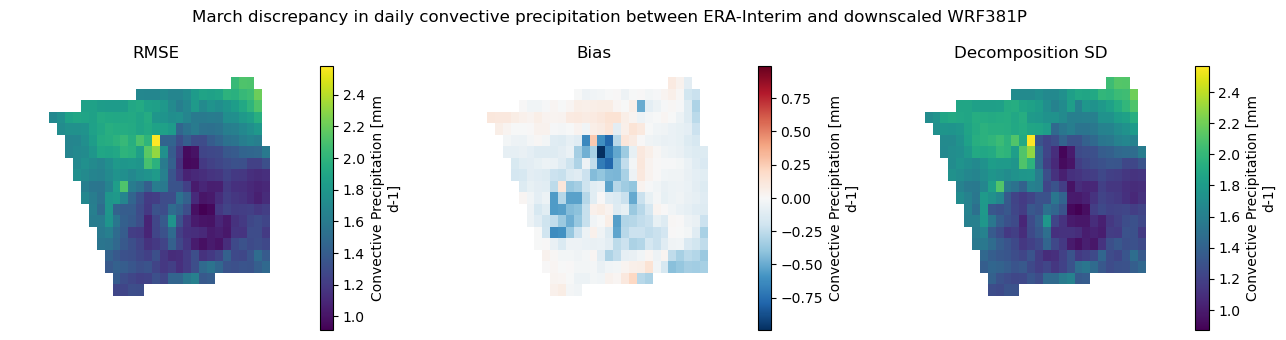 March discrepancy in daily convective precipitation between ERA-Interim and downscaled WRF381P
RMSE
2.4
2.2
2.0
1.8
1.6
1.4
1.2
1.0
Convective Precipitation [mm
d-1]
Bias
0.75
0.50
0.25
0.00
−0.25
−0.50
−0.75
Convective Precipitation [mm
d-1]
Decomposition SD
2.4
2.2
2.0
1.8
1.6
1.4
1.2
1.0
Convective Precipitation [mm
d-1]